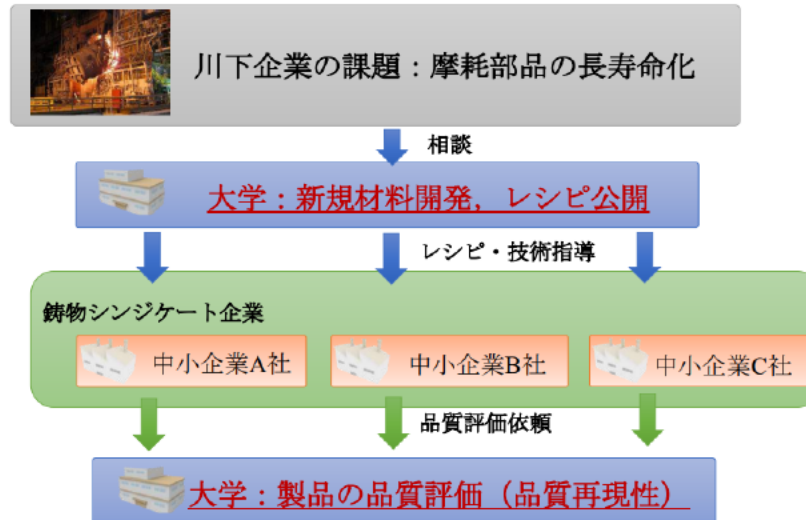 川下企業の課題：摩耗部品の長寿命化
相談
大学：新規材料開発，レシピ公開
レシピ・技術指導
鋳物シンジケート企業
中小企業A社
中小企業B社
中小企業C社
品質評価依頼
大学：製品の品質評価（品質再現性）